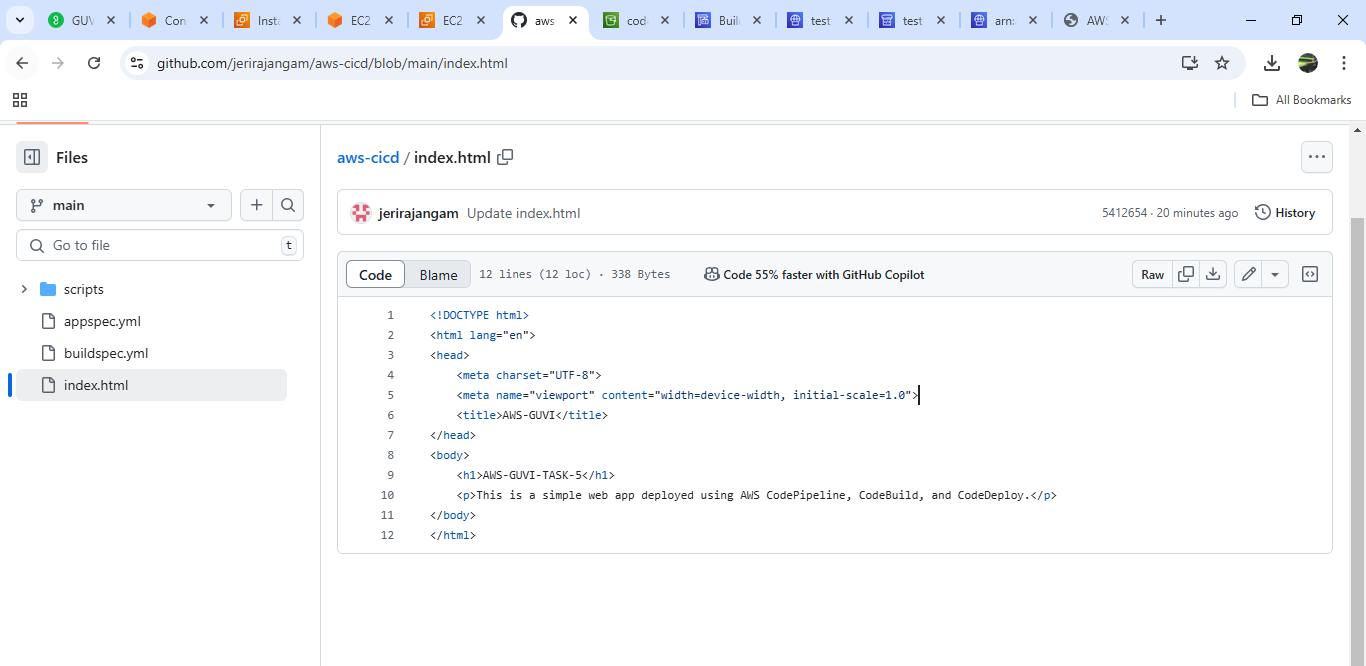 GUV
Con
Inst
EC2
EC2
aws
cod
Buil
test
test
arn:
AWS
github.com/jerirajangam/aws-cicd/blob/main/index.html
All Bookmarks
Files
aws-cicd / index.html
main
jerirajangam Update index.html
5412654 · 20 minutes ago
History
Go to file
t
Code
Blame
12 lines (12 loc) · 338 Bytes
Code 55% faster with GitHub Copilot
Raw
scripts
appspec.yml
buildspec.yml
index.html
1 <!DOCTYPE html>
2 <html lang="en">
3 <head>
4 <meta charset="UTF-8">
5 <meta name="viewport" content="width=device-width, initial-scale=1.0">
6 <title>AWS-GUVI</title>
7 </head>
8 <body>
9 <h1>AWS-GUVI-TASK-5</h1>
10 <p>This is a simple web app deployed using AWS CodePipeline, CodeBuild, and CodeDeploy.</p>
11 </body>
12 </html>